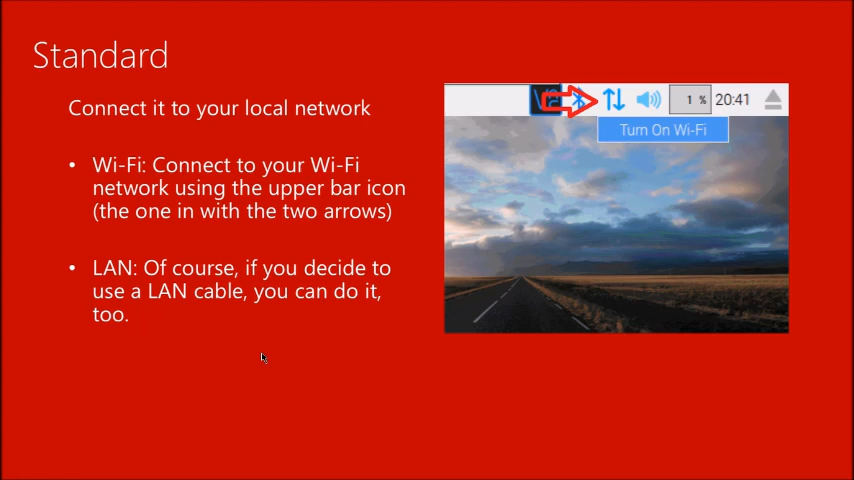 Standard
Connect it to your local network
• Wi-Fi: Connect to your Wi-Fi
network using the upper bar icon
(the one in with the two arrows)
• LAN: Of course, if you decide to
use a LAN cable, you can do it,
too.
1 % 20:41
Turn On Wi-Fi